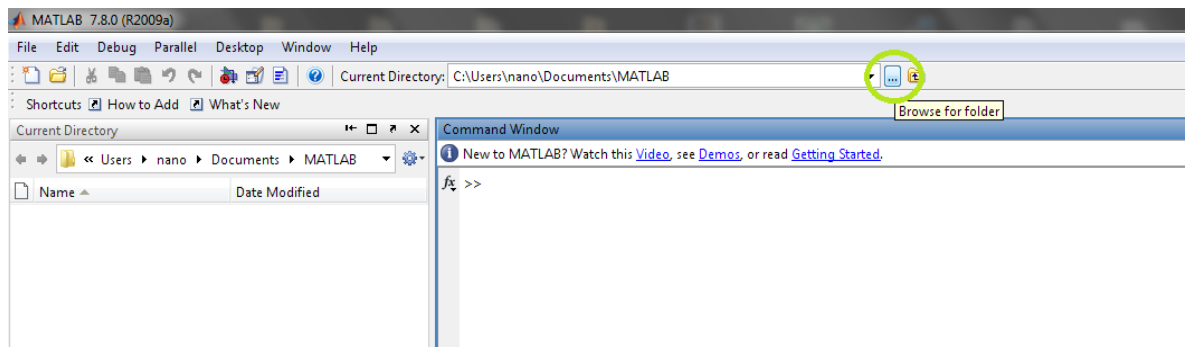 MATLAB 7.8.0 (R2009a)
File Edit Debug Parallel Desktop Window Help
Current Directory: C:\Users\nano\Documents\MATLAB ...
Browse for folder
Shortcuts How to Add What's New
Current Directory
« Users nano Documents MATLAB
Name Date Modified
Command Window
New to MATLAB? Watch this Video, see Demos, or read Getting Started.
fx >>